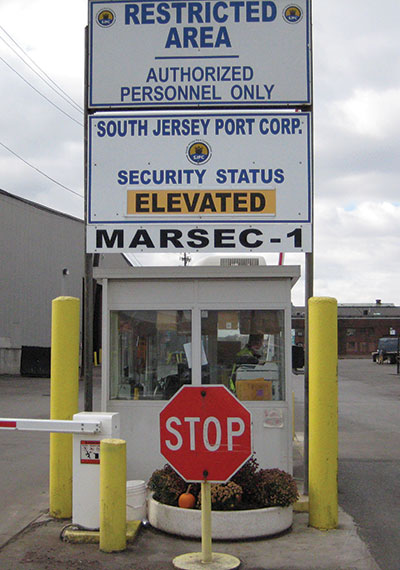 RESTRICTED
AREA
AUTHORIZED
PERSONNEL ONLY
SOUTH JERSEY PORT CORP.
SJPC
SECURITY STATUS
ELEVATED
MARSEC-1
STOP